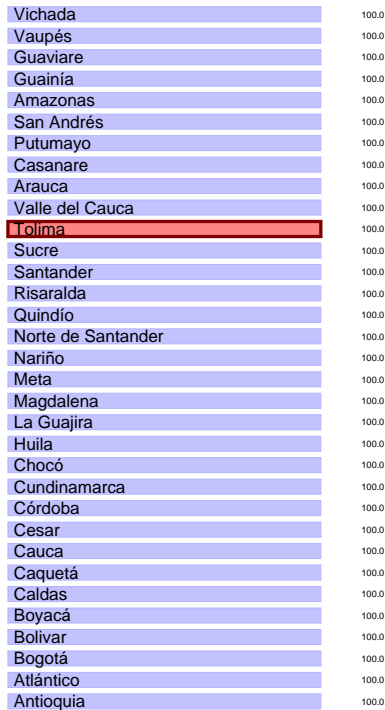 Vichada 100.0
Vaupés 100.0
Guaviare 100.0
Guainía 100.0
Amazonas 100.0
San Andrés 100.0
Putumayo 100.0
Casanare 100.0
Arauca 100.0
Valle del Cauca 100.0
Tolima 100.0
Sucre 100.0
Santander 100.0
Risaralda 100.0
Quindío 100.0
Norte de Santander 100.0
Nariño 100.0
Meta 100.0
Magdalena 100.0
La Guajira 100.0
Huila 100.0
Chocó 100.0
Cundinamarca 100.0
Córdoba 100.0
Cesar 100.0
Cauca 100.0
Caquetá 100.0
Caldas 100.0
Boyacá 100.0
Bolivar 100.0
Bogotá 100.0
Atlántico 100.0
Antioquia 100.0